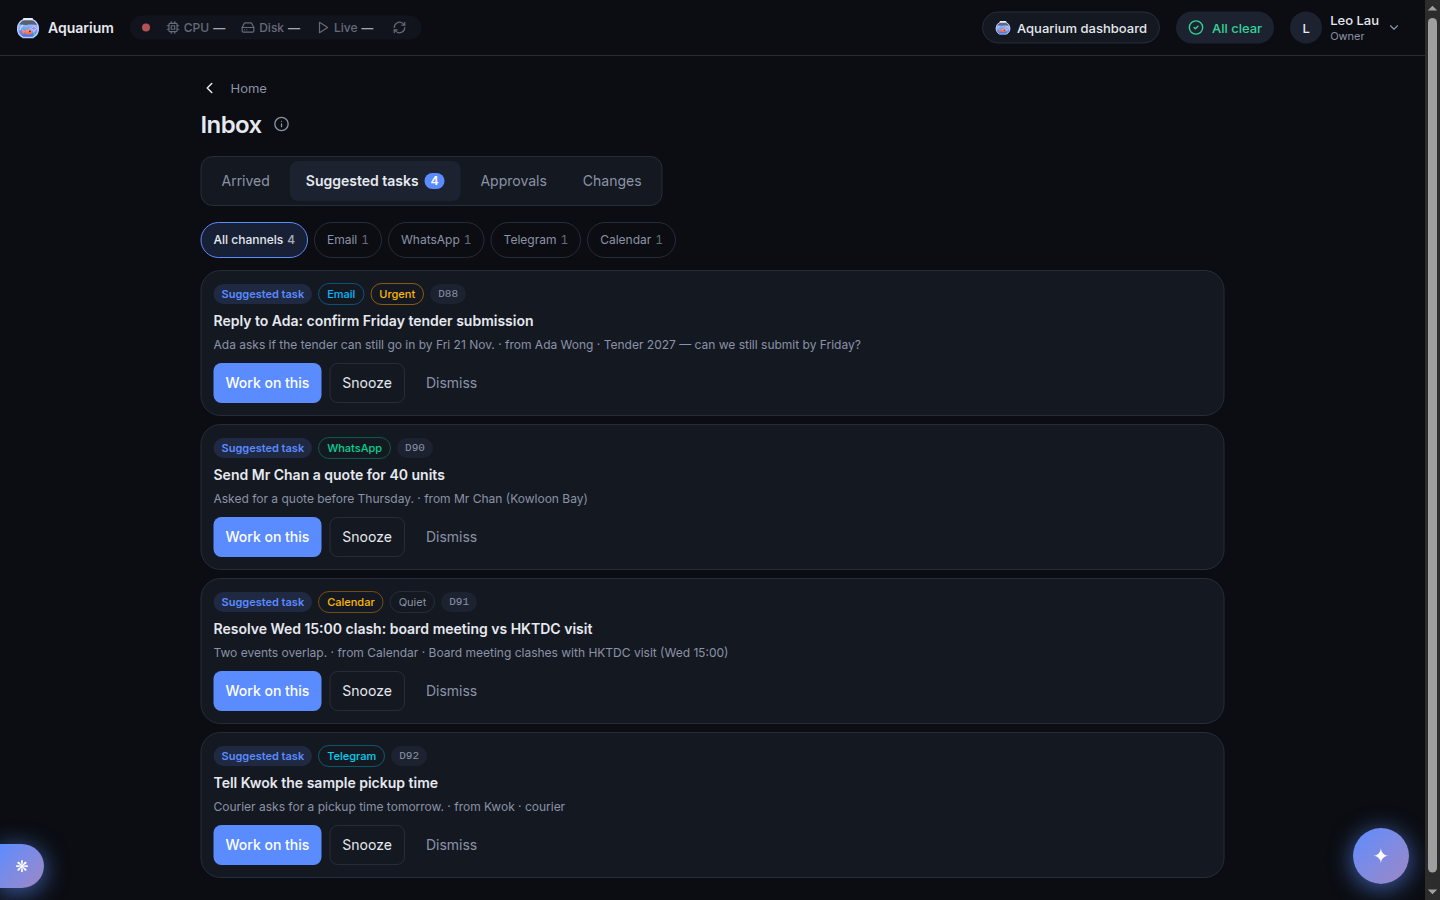 Aquarium CPU — Disk — Live — Aquarium dashboard All clear L Leo Lau
Owner
Home
Inbox
Arrived Suggested tasks 4 Approvals Changes
All channels 4 Email 1 WhatsApp 1 Telegram 1 Calendar 1
Suggested task Email Urgent D88
Reply to Ada: confirm Friday tender submission
Ada asks if the tender can still go in by Fri 21 Nov. · from Ada Wong · Tender 2027 — can we still submit by Friday?
Work on this Snooze Dismiss
Suggested task WhatsApp D90
Send Mr Chan a quote for 40 units
Asked for a quote before Thursday. · from Mr Chan (Kowloon Bay)
Work on this Snooze Dismiss
Suggested task Calendar Quiet D91
Resolve Wed 15:00 clash: board meeting vs HKTDC visit
Two events overlap. · from Calendar · Board meeting clashes with HKTDC visit (Wed 15:00)
Work on this Snooze Dismiss
Suggested task Telegram D92
Tell Kwok the sample pickup time
Courier asks for a pickup time tomorrow. · from Kwok · courier
Work on this Snooze Dismiss